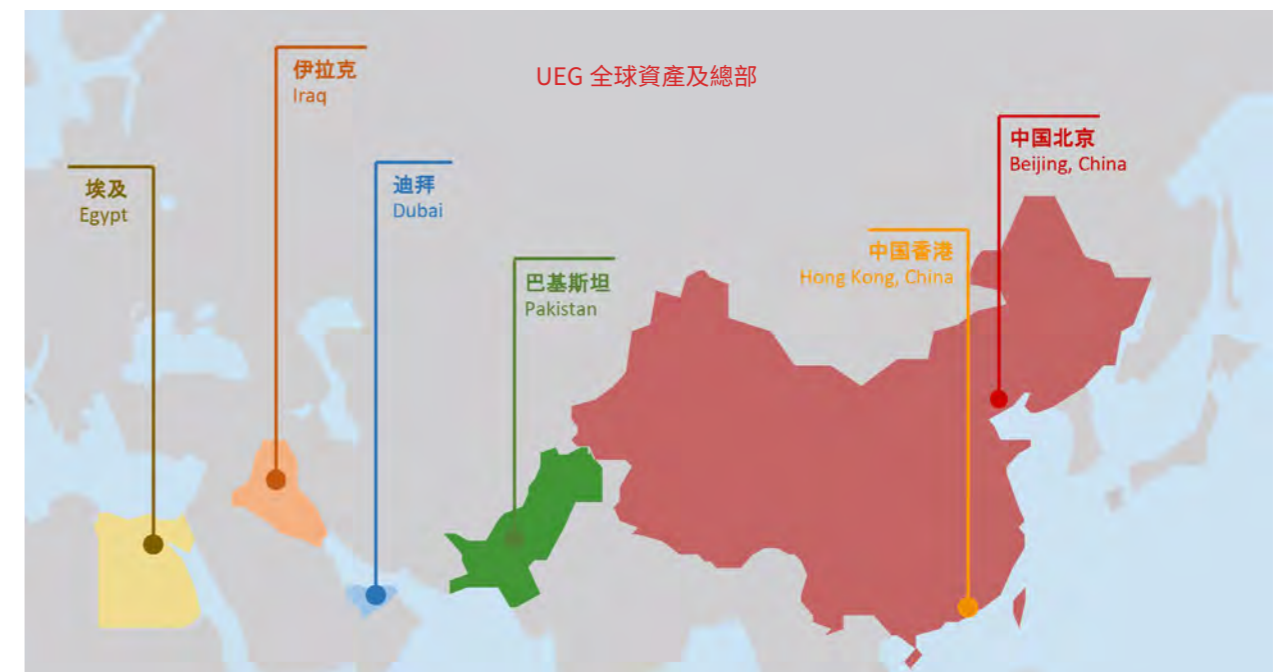 UEG 全球資產及總部
伊拉克
Iraq
中国北京
Beijing, China
埃及
Egypt
迪拜
Dubai
中国香港
Hong Kong, China
巴基斯坦
Pakistan